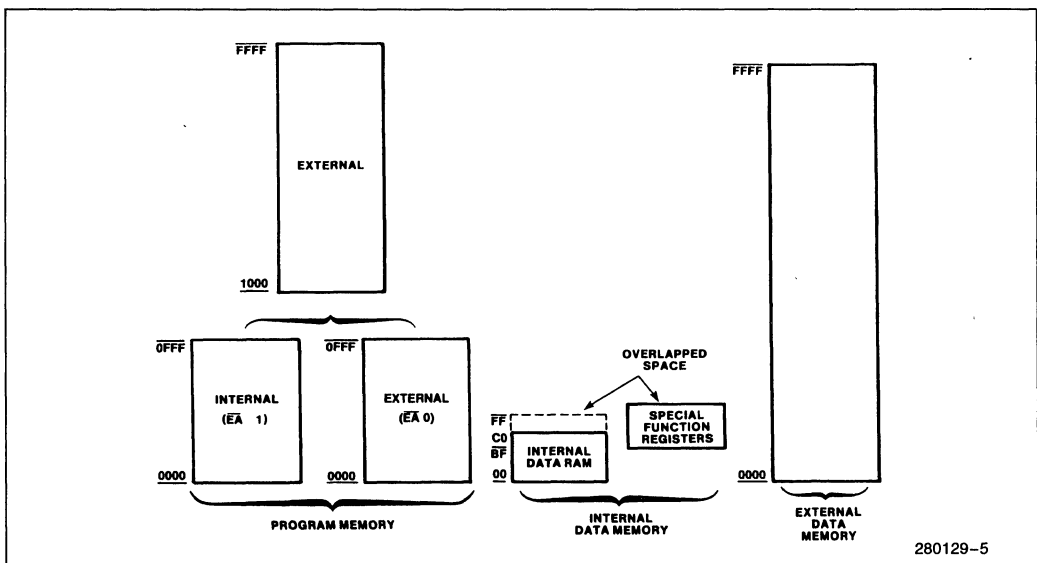 FFFF
EXTERNAL
1000
0FFF
INTERNAL
(EA 1)
0000
0FFF
EXTERNAL
(EA 0)
0000
PROGRAM MEMORY
OVERLAPPED
SPACE
FF
C0
BF
00
INTERNAL
DATA RAM
SPECIAL
FUNCTION
REGISTERS
INTERNAL
DATA MEMORY
FFFF
0000
EXTERNAL
DATA
MEMORY
280129–5